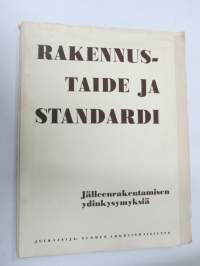 RAKENNUS-
TAIDE JA
STANDARDI
Jälleenrakentamisen
ydinkysymyksiä
JULKAISIJA: SUOMEN ARKKITEHTILIITTO